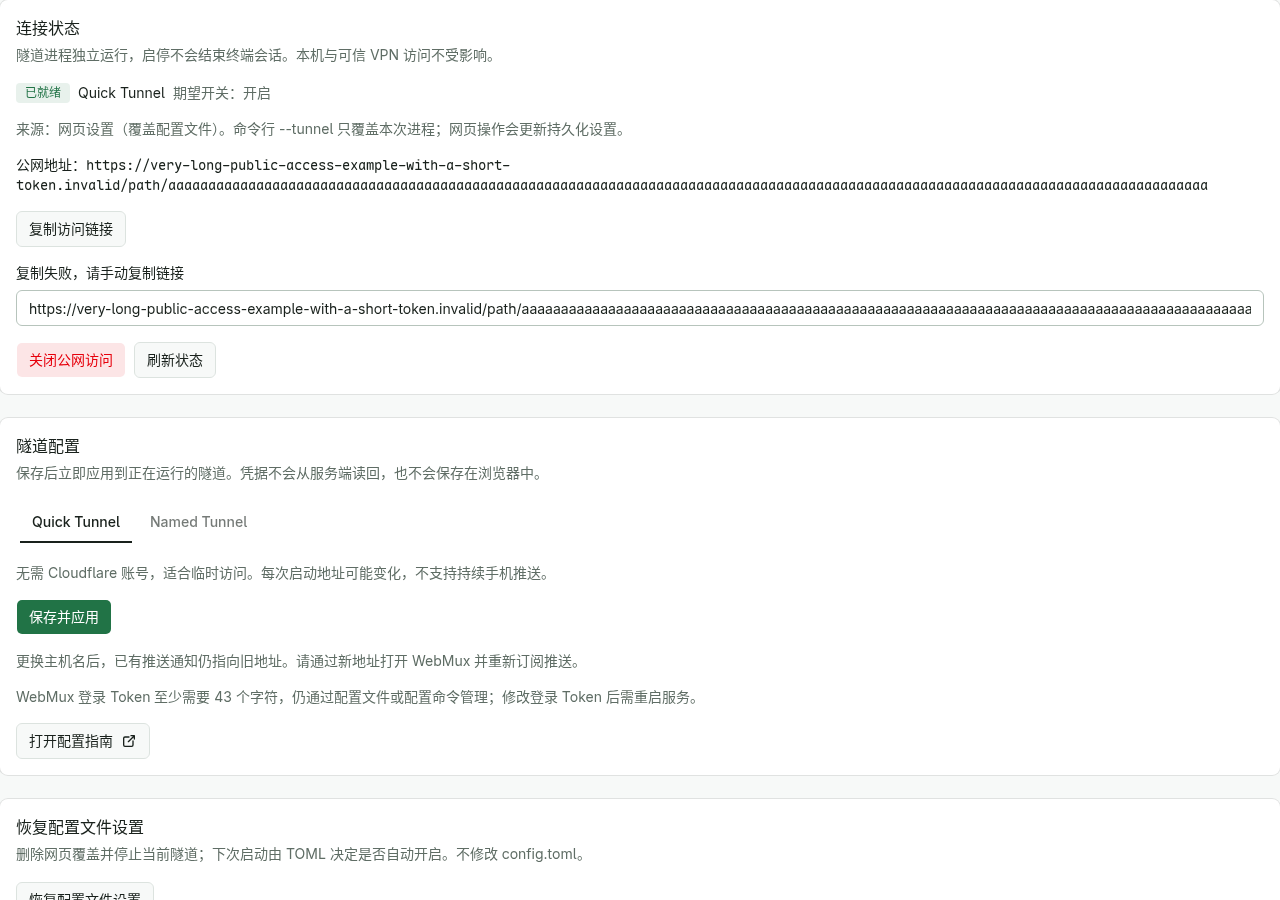 连接状态
隧道进程独立运行，启停不会结束终端会话。本机与可信 VPN 访问不受影响。
已就绪 Quick Tunnel 期望开关：开启
来源：网页设置（覆盖配置文件）。命令行 --tunnel 只覆盖本次进程；网页操作会更新持久化设置。
公网地址：https://very-long-public-access-example-with-a-short-
token.invalid/path/aaaaaaaaaaaaaaaaaaaaaaaaaaaaaaaaaaaaaaaaaaaaaaaaaaaaaaaaaaaaaaaaaaaaaaaaaaaaaaaaaaaaaaaaaaaaaaaaaaaaaaaaaaaaaaaaaaaaaaaaaaaaaaaaaa
复制访问链接
复制失败，请手动复制链接
https://very-long-public-access-example-with-a-short-token.invalid/path/aaaaaaaaaaaaaaaaaaaaaaaaaaaaaaaaaaaaaaaaaaaaaaaaaaaaaaaaaaaaaaaaaaaaaaaaaaaaaaaaaaaaaaaaaaa
关闭公网访问 刷新状态
隧道配置
保存后立即应用到正在运行的隧道。凭据不会从服务端读回，也不会保存在浏览器中。
Quick Tunnel Named Tunnel
无需 Cloudflare 账号，适合临时访问。每次启动地址可能变化，不支持持续手机推送。
保存并应用
更换主机名后，已有推送通知仍指向旧地址。请通过新地址打开 WebMux 并重新订阅推送。
WebMux 登录 Token 至少需要 43 个字符，仍通过配置文件或配置命令管理；修改登录 Token 后需重启服务。
打开配置指南
恢复配置文件设置
删除网页覆盖并停止当前隧道；下次启动由 TOML 决定是否自动开启。不修改 config.toml。
恢复配置文件设置